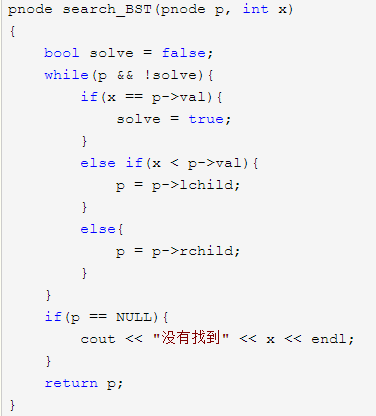 pnode search_BST(pnode p, int x)
{
    bool solve = false;
    while(p && !solve){
        if(x == p->val){
            solve = true;
        }
        else if(x < p->val){
            p = p->lchild;
        }
        else{
            p = p->rchild;
        }
    }
    if(p == NULL){
        cout << "没有找到" << x << endl;
    }
    return p;
}